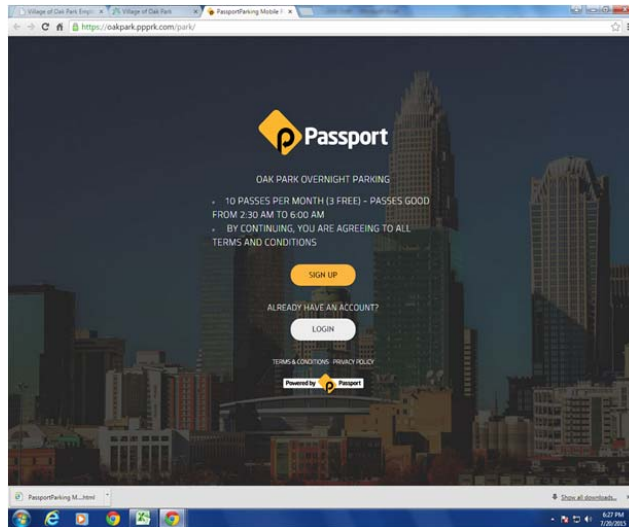 Village of Oak Park Empl
Village of Oak Park
PassportParking Mobile P
https://oakpark.ppprk.com/park/
Passport
OAK PARK OVERNIGHT PARKING
10 PASSES PER MONTH (3 FREE) - PASSES GOOD
FROM 2:30 AM TO 6:00 AM
BY CONTINUING, YOU ARE AGREEING TO ALL
TERMS AND CONDITIONS
SIGN UP
ALREADY HAVE AN ACCOUNT?
LOGIN
TERMS & CONDITIONS PRIVACY POLICY
Powered by Passport
PassportParking M....html
Show all downloads...
6:27 PM